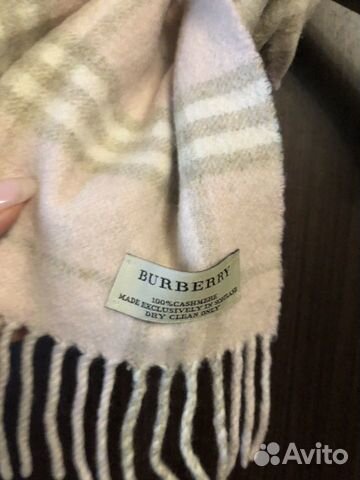 BURBERRY
100% CASHMERE
MADE EXCLUSIVELY IN SCOTLAND
DRY CLEAN ONLY
Avito